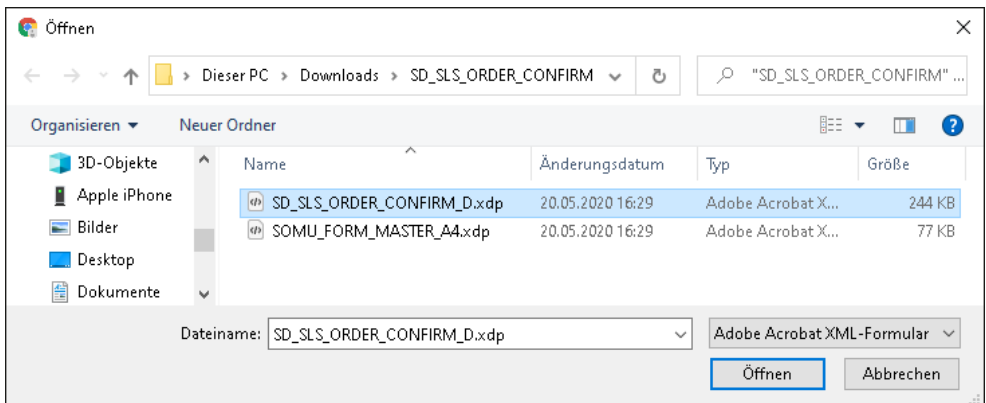 Öffnen
Dieser PC > Downloads > SD_SLS_ORDER_CONFIRM
"SD_SLS_ORDER_CONFIRM" ...
Organisieren Neuer Ordner
Name Änderungsdatum Typ Größe
3D-Objekte
Apple iPhone
Bilder
Desktop
Dokumente
SD_SLS_ORDER_CONFIRM_D.xdp 20.05.2020 16:29 Adobe Acrobat X... 244 KB
SOMU_FORM_MASTER_A4.xdp 20.05.2020 16:29 Adobe Acrobat X... 77 KB
Dateiname: SD_SLS_ORDER_CONFIRM_D.xdp Adobe Acrobat XML-Formular
Öffnen Abbrechen